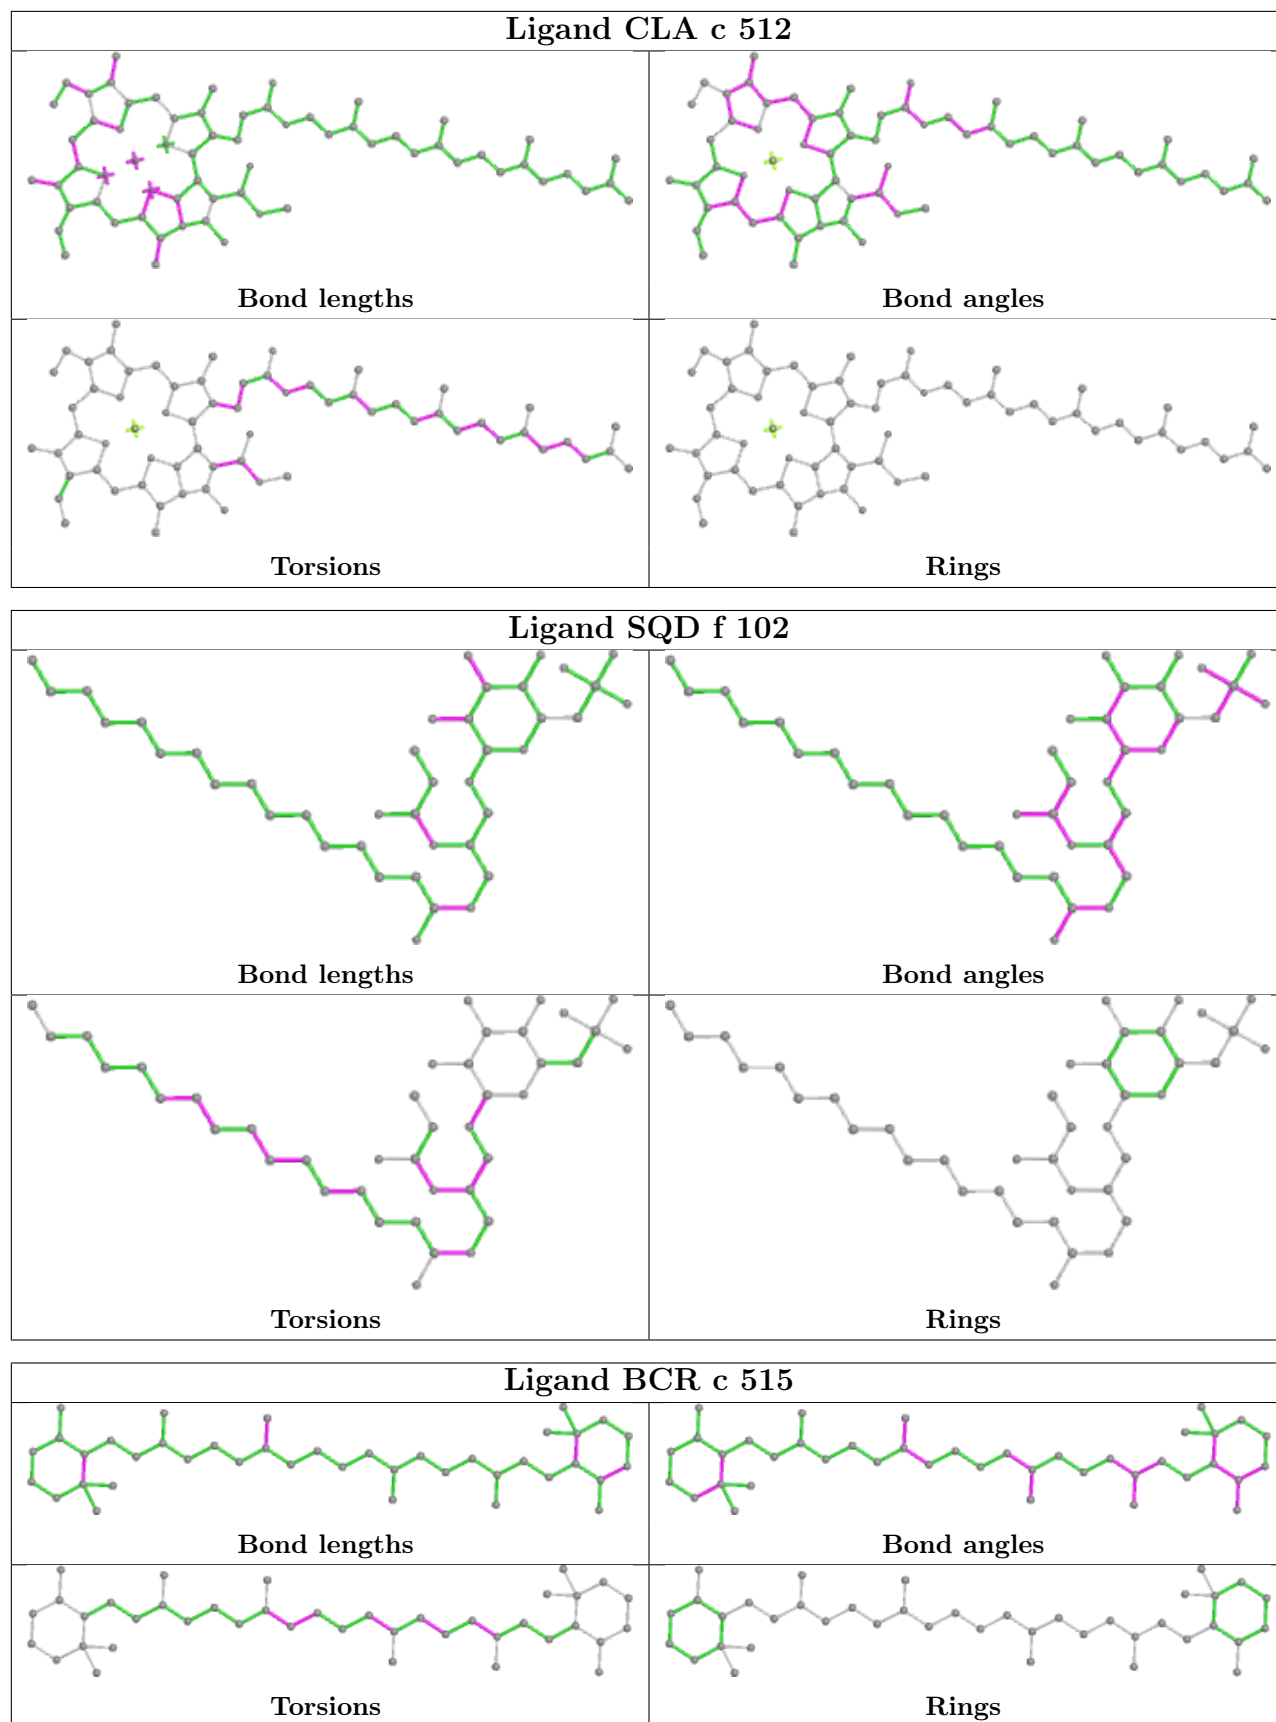 Ligand CLA c 512
Bond lengths
Bond angles
Torsions
Rings
Ligand SQD f 102
Bond lengths
Bond angles
Torsions
Rings
Ligand BCR c 515
Bond lengths
Bond angles
Torsions
Rings